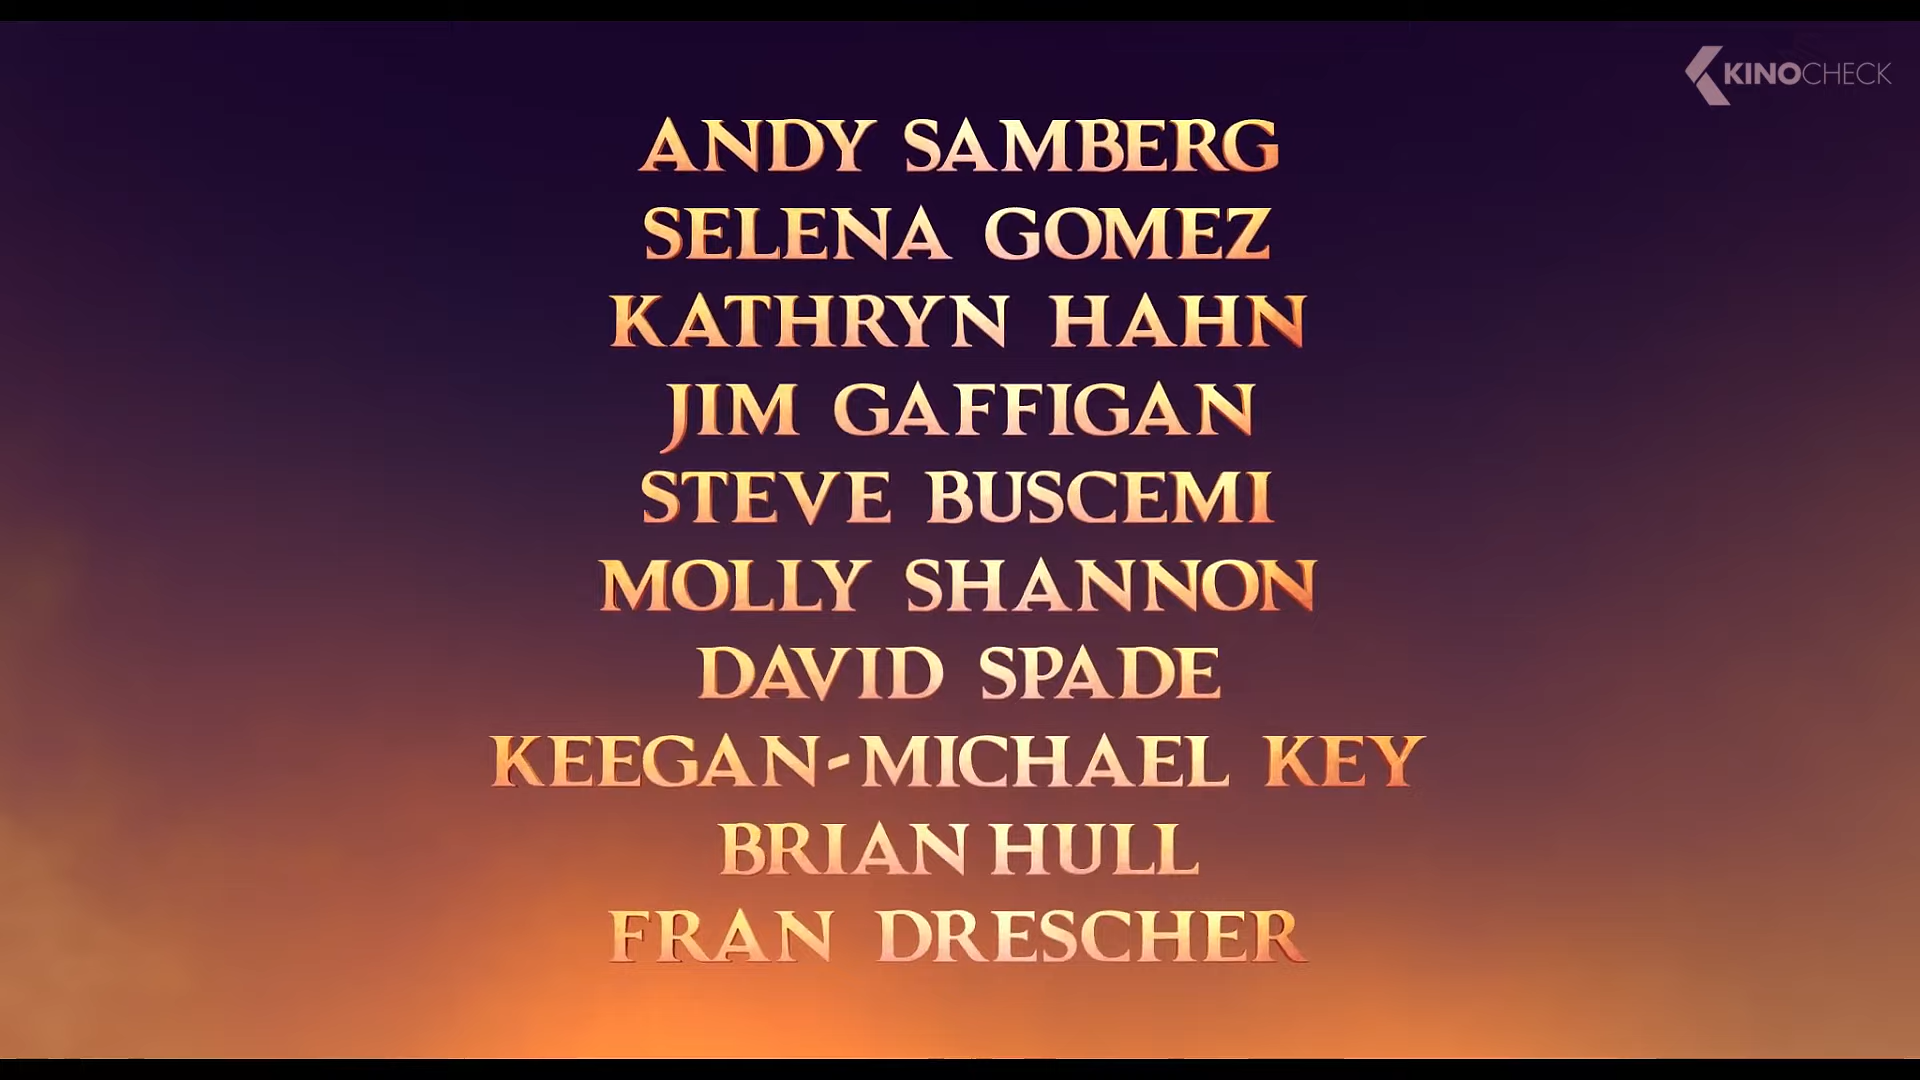 KINOCHECK
ANDY SAMBERG
SELENA GOMEZ
KATHRYN HAHN
JIM GAFFIGAN
STEVE BUSCEMI
MOLLY SHANNON
DAVID SPADE
KEEGAN-MICHAEL KEY
BRIAN HULL
FRAN DRESCHER